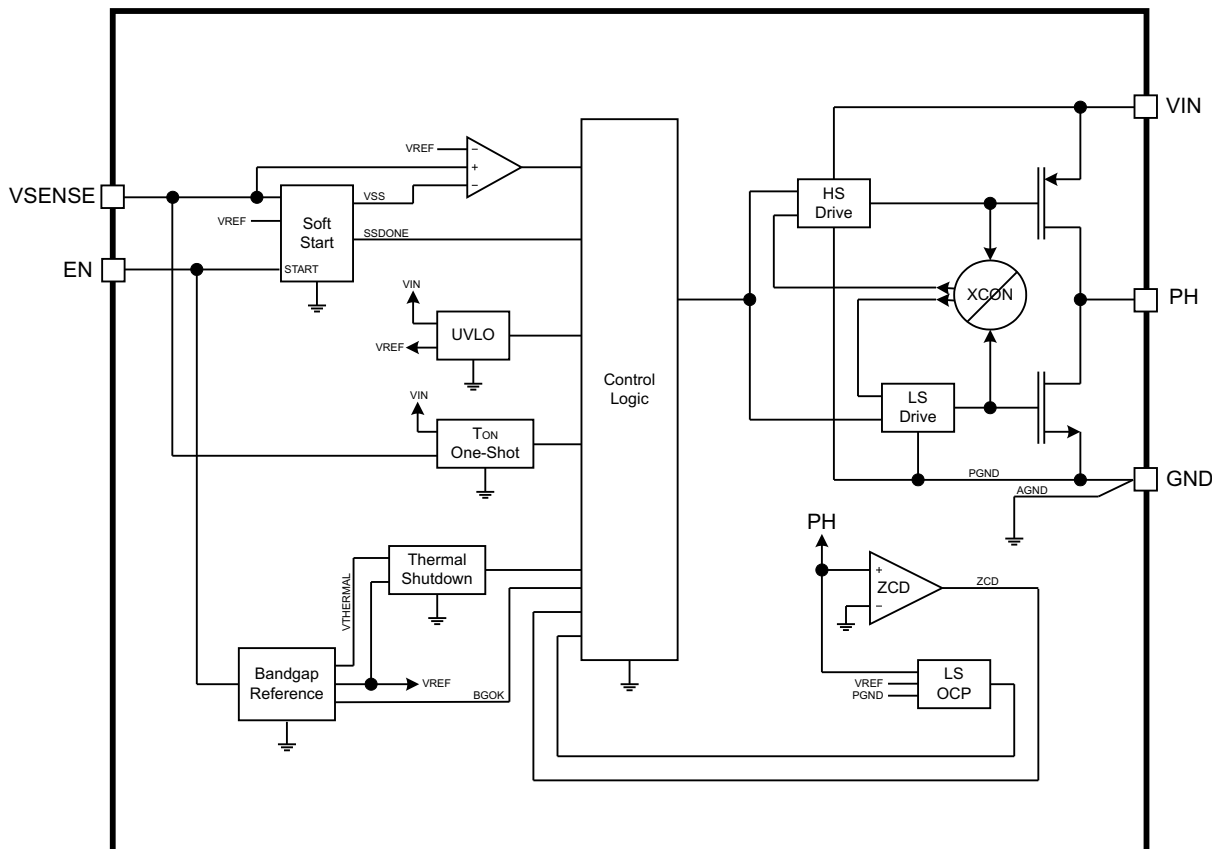 VIN
VREF
HS
Drive
VSENSE
VSS
VREF
Soft
Start
SSDONE
EN
START
VIN
XCON
PH
UVLO
VREF
Control
Logic
VIN
LS
Drive
TON
One-Shot
PGND
GND
AGND
PH
Thermal
Shutdown
VTHERMAL
ZCD
ZCD
Bandgap
Reference
VREF
BGOK
LS
OCP
VREF
PGND
+
−
−
+
−